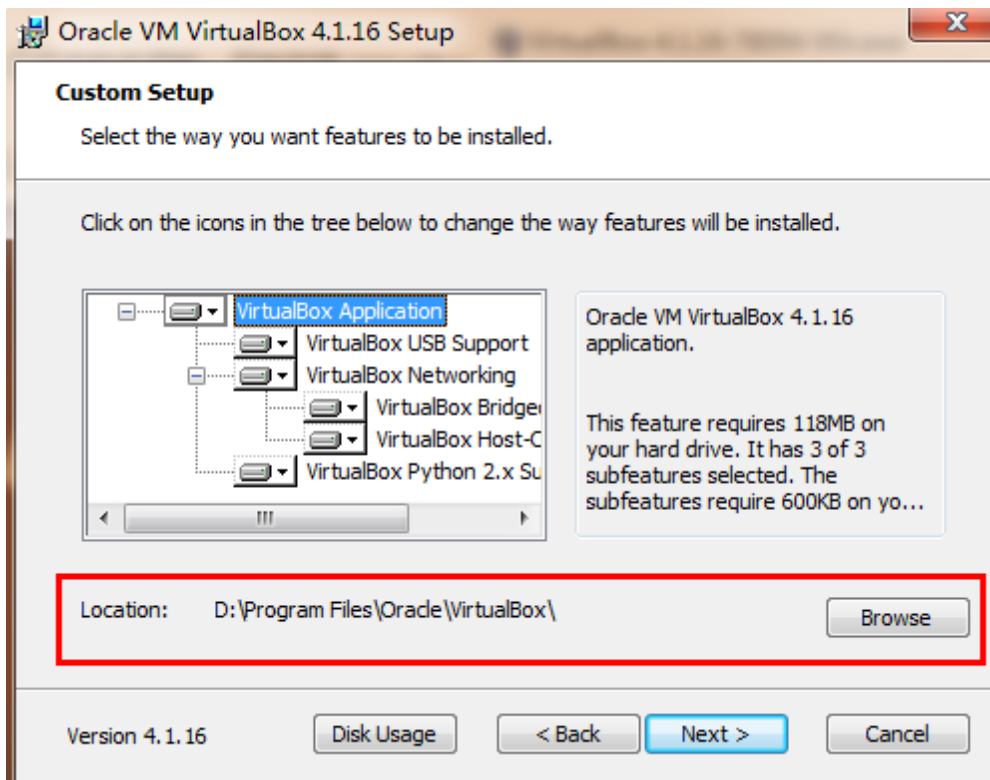 Oracle VM VirtualBox 4.1.16 Setup
Custom Setup
Select the way you want features to be installed.
Click on the icons in the tree below to change the way features will be installed.
VirtualBox Application
VirtualBox USB Support
VirtualBox Networking
VirtualBox Bridge
VirtualBox Host-C
VirtualBox Python 2.x Su
Oracle VM VirtualBox 4.1.16
application.
This feature requires 118MB on
your hard drive. It has 3 of 3
subfeatures selected. The
subfeatures require 600KB on yo...
Location: D:\Program Files\Oracle\VirtualBox\
Browse
Version 4.1.16
Disk Usage
< Back
Next >
Cancel